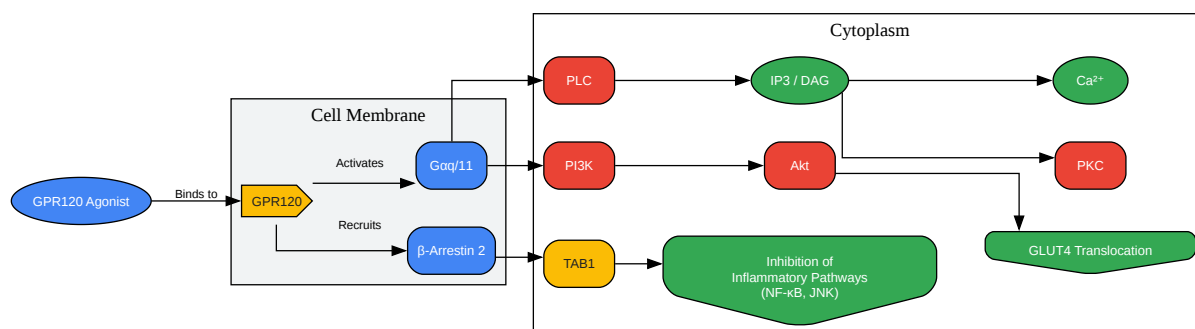 Cytoplasm
PLC
IP3 / DAG
Ca²⁺
Cell Membrane
Activates
Gαq/11
PI3K
Akt
PKC
GPR120 Agonist
Binds to
GPR120
Recruits
β-Arrestin 2
TAB1
Inhibition of
Inflammatory Pathways
(NF-κB, JNK)
GLUT4 Translocation